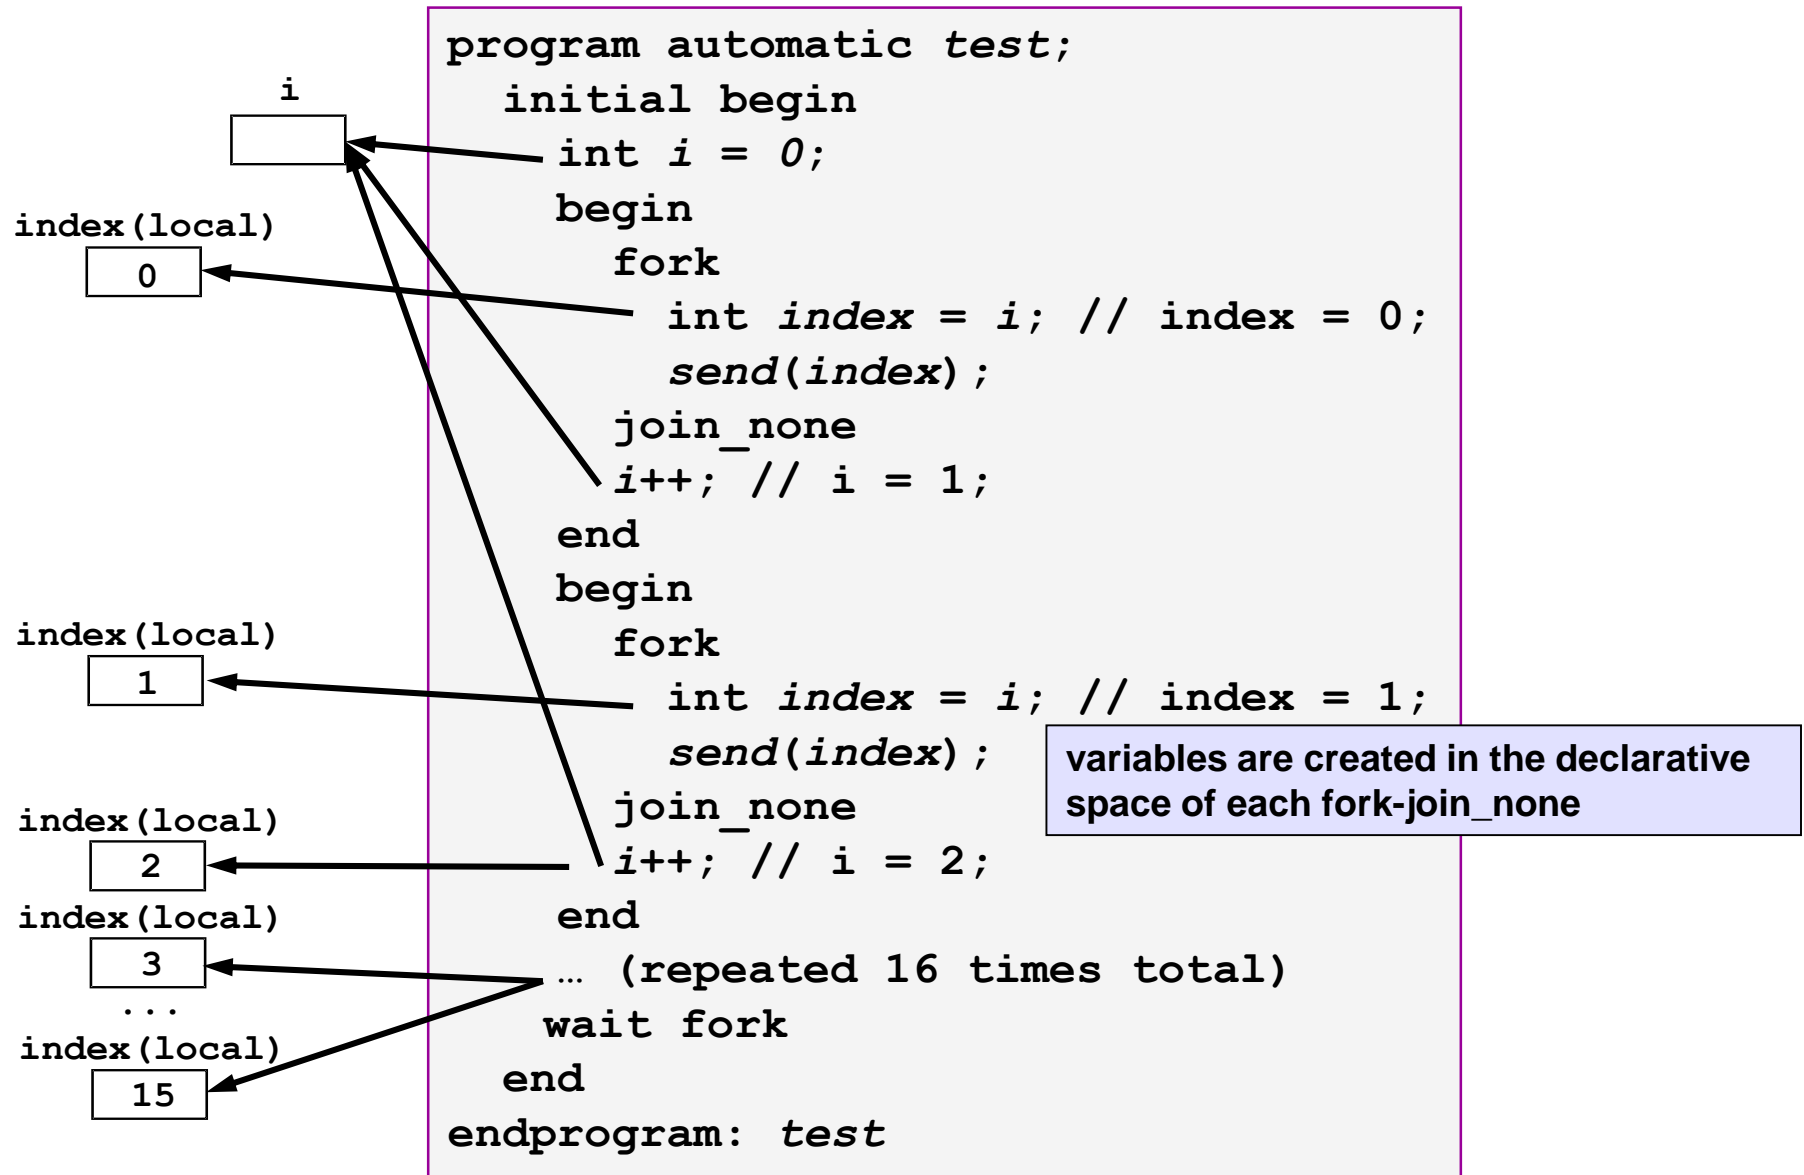 i
index(local)
0
index(local)
1
index(local)
2
index(local)
3
...
index(local)
15
program automatic test;
initial begin
int i = 0;
begin
fork
int index = i; // index = 0;
send(index);
join_none
i++; // i = 1;
end
begin
fork
int index = i; // index = 1;
send(index);
join_none
i++; // i = 2;
end
… (repeated 16 times total)
wait fork
end
endprogram: test
variables are created in the declarative
space of each fork-join_none